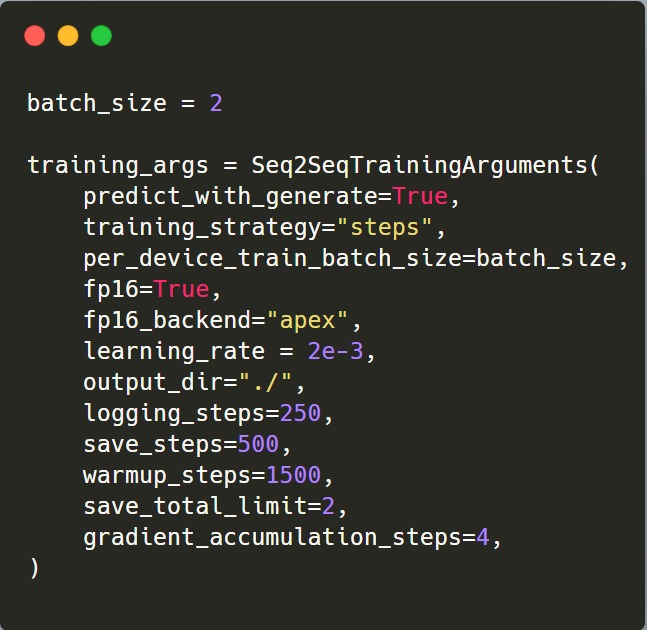 batch_size = 2
training_args = Seq2SeqTrainingArguments(
    predict_with_generate=True,
    training_strategy="steps",
    per_device_train_batch_size=batch_size,
    fp16=True,
    fp16_backend="apex",
    learning_rate = 2e-3,
    output_dir="./",
    logging_steps=250,
    save_steps=500,
    warmup_steps=1500,
    save_total_limit=2,
    gradient_accumulation_steps=4,
)